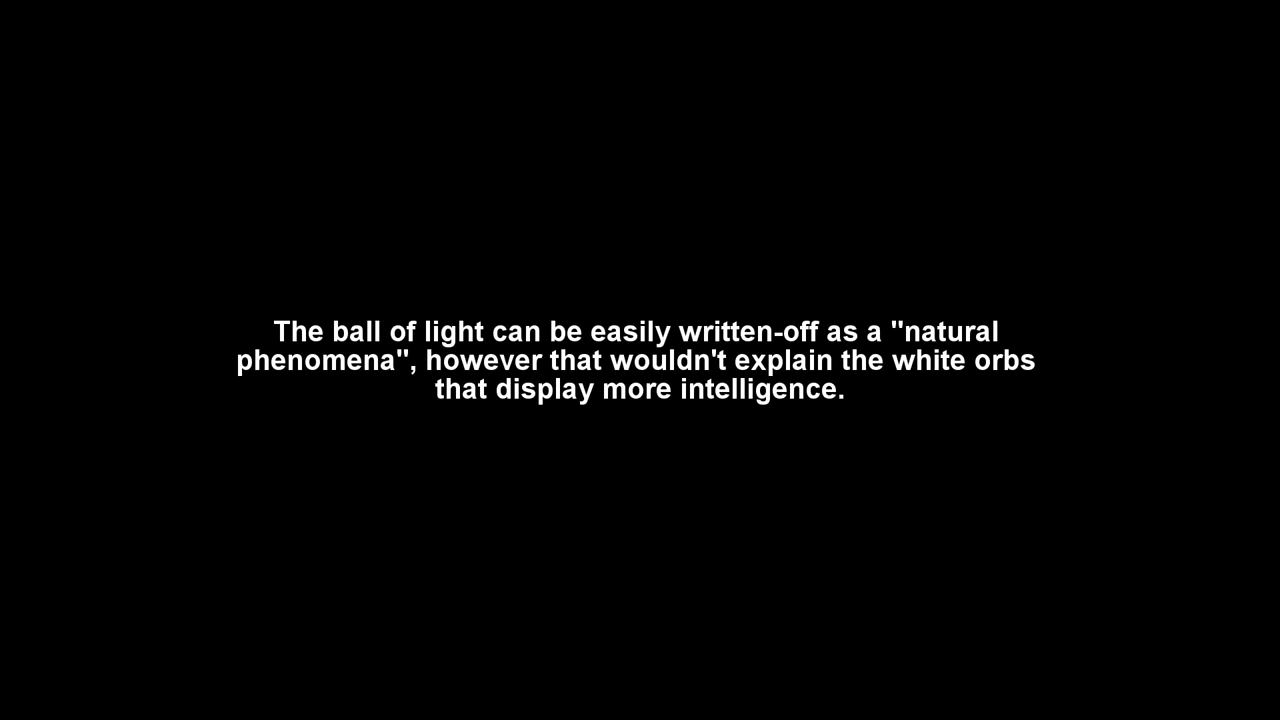 The ball of light can be easily written-off as a "natural
phenomena", however that wouldn't explain the white orbs
that display more intelligence.